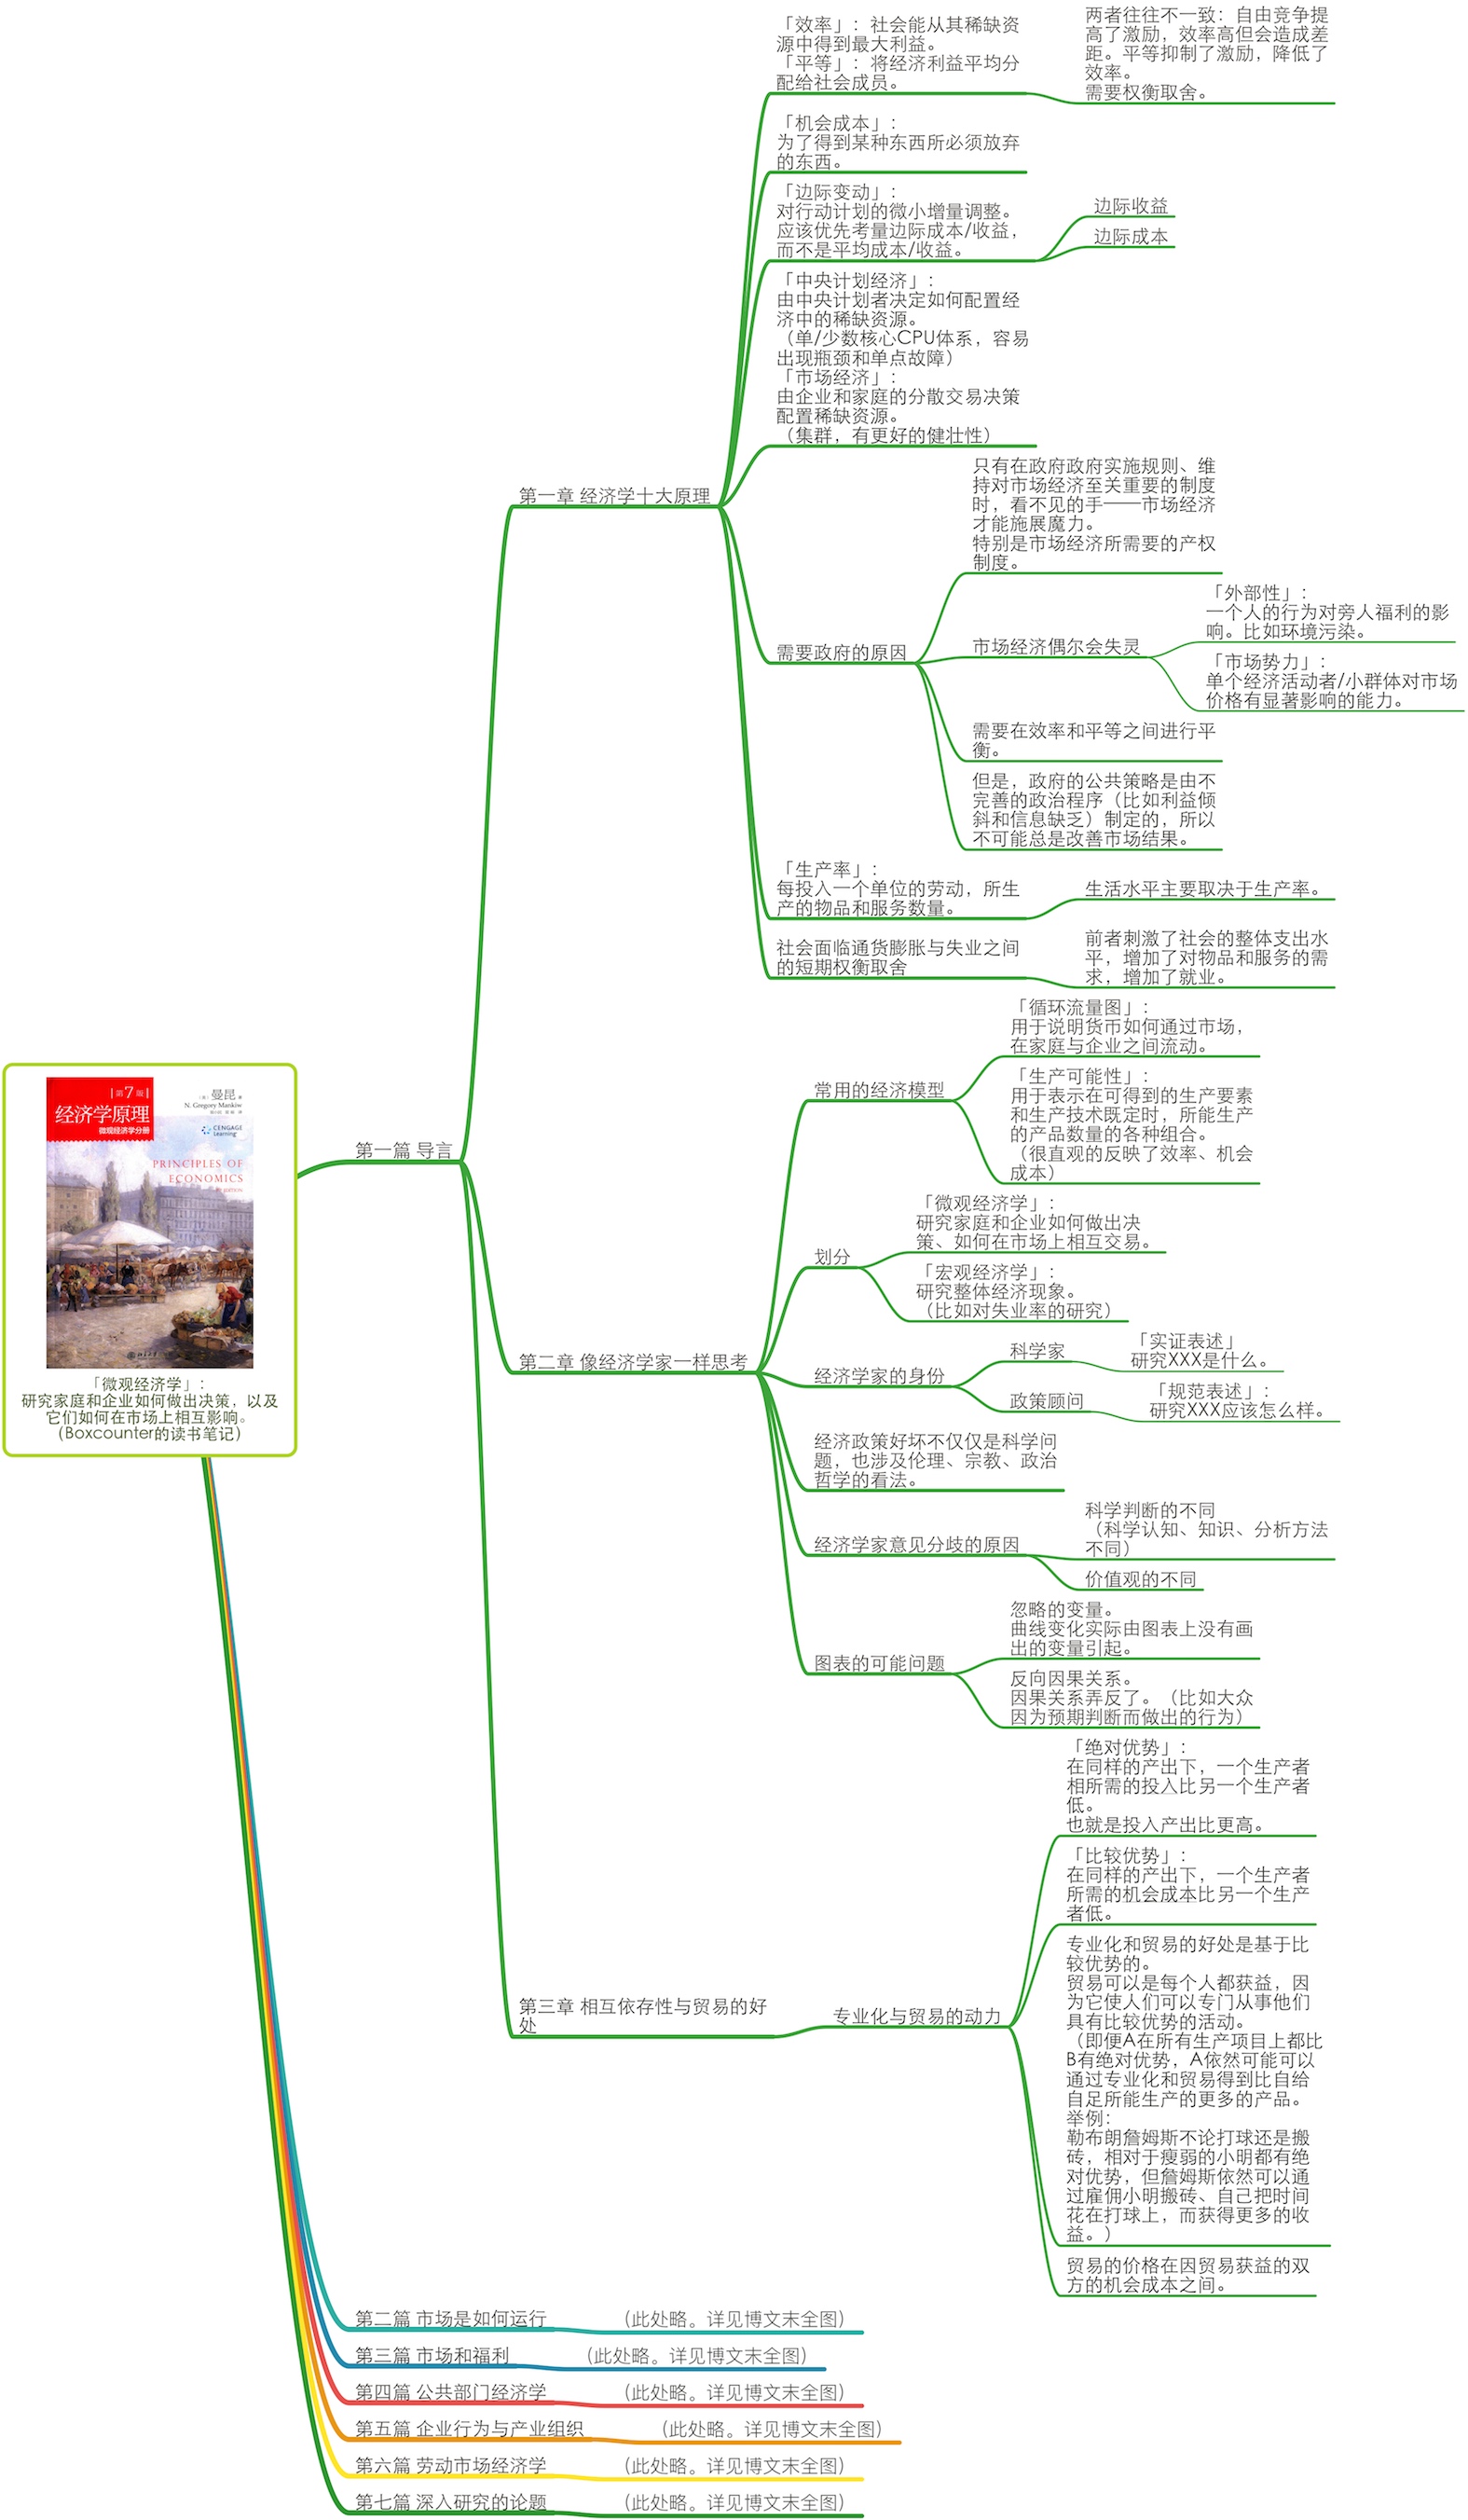 第7版
经济学原理
微观经济学分册
曼昆 著
N. Gregory Mankiw
CENGAGE
Learning
PRINCIPLES OF
ECONOMICS
「微观经济学」：
研究家庭和企业如何做出决策，以及
它们如何在市场上相互影响。
（Boxcounter的读书笔记）
第一篇 导言
第一章 经济学十大原理
「效率」：社会能从其稀缺资
源中得到最大利益。
「平等」：将经济利益平均分
配给社会成员。
两者往往不一致：自由竞争提
高了激励，效率高但会造成差
距。平等抑制了激励，降低了
效率。
需要权衡取舍。
「机会成本」：
为了得到某种东西所必须放弃
的东西。
「边际变动」：
对行动计划的微小增量调整。
应该优先考量边际成本/收益，
而不是平均成本/收益。
边际收益
边际成本
「中央计划经济」：
由中央计划者决定如何配置经
济中的稀缺资源。
（单/少数核心CPU体系，容易
出现瓶颈和单点故障）
「市场经济」：
由企业和家庭的分散交易决策
配置稀缺资源。
（集群，有更好的健壮性）
需要政府的原因
只有在政府政府实施规则、维
持对市场经济至关重要的制度
时，看不见的手——市场经济
才能施展魔力。
特别是市场经济所需要的产权
制度。
市场经济偶尔会失灵
「外部性」：
一个人的行为对旁人福利的影
响。比如环境污染。
「市场势力」：
单个经济活动者/小群体对市场
价格有显著影响的能力。
需要在效率和平等之间进行平
衡。
但是，政府的公共策略是由不
完善的政治程序（比如利益倾
斜和信息缺乏）制定的，所以
不可能总是改善市场结果。
「生产率」：
每投入一个单位的劳动，所生
产的物品和服务数量。
生活水平主要取决于生产率。
社会面临通货膨胀与失业之间
的短期权衡取舍
前者刺激了社会的整体支出水
平，增加了对物品和服务的需
求，增加了就业。
第二章 像经济学家一样思考
常用的经济模型
「循环流量图」：
用于说明货币如何通过市场，
在家庭与企业之间流动。
「生产可能性」：
用于表示在可得到的生产要素
和生产技术既定时，所能生产
的产品数量的各种组合。
（很直观的反映了效率、机会
成本）
划分
「微观经济学」：
研究家庭和企业如何做出决
策、如何在市场上相互交易。
「宏观经济学」：
研究整体经济现象。
（比如对失业率的研究）
经济学家的身份
科学家
「实证表述」
研究XXX是什么。
政策顾问
「规范表述」：
研究XXX应该怎么样。
经济政策好坏不仅仅是科学问
题，也涉及伦理、宗教、政治
哲学的看法。
经济学家意见分歧的原因
科学判断的不同
（科学认知、知识、分析方法
不同）
价值观的不同
图表的可能问题
忽略的变量。
曲线变化实际由图表上没有画
出的变量引起。
反向因果关系。
因果关系弄反了。（比如大众
因为预期判断而做出的行为）
第三章 相互依存性与贸易的好
处
专业化与贸易的动力
「绝对优势」：
在同样的产出下，一个生产者
相所需的投入比另一个生产者
低。
也就是投入产出比更高。
「比较优势」：
在同样的产出下，一个生产者
所需的机会成本比另一个生产
者低。
专业化和贸易的好处是基于比
较优势的。
贸易可以是每个人都获益，因
为它使人们可以专门从事他们
具有比较优势的活动。
（即便A在所有生产项目上都比
B有绝对优势，A依然可能可以
通过专业化和贸易得到比自给
自足所能生产的更多的产品。
举例：
勒布朗詹姆斯不论打球还是搬
砖，相对于瘦弱的小明都有绝
对优势，但詹姆斯依然可以通
过雇佣小明搬砖、自己把时间
花在打球上，而获得更多的收
益。）
贸易的价格在因贸易获益的双
方的机会成本之间。
第二篇 市场是如何运行
（此处略。详见博文末全图）
第三篇 市场和福利
（此处略。详见博文末全图）
第四篇 公共部门经济学
（此处略。详见博文末全图）
第五篇 企业行为与产业组织
（此处略。详见博文末全图）
第六篇 劳动市场经济学
（此处略。详见博文末全图）
第七篇 深入研究的论题
（此处略。详见博文末全图）